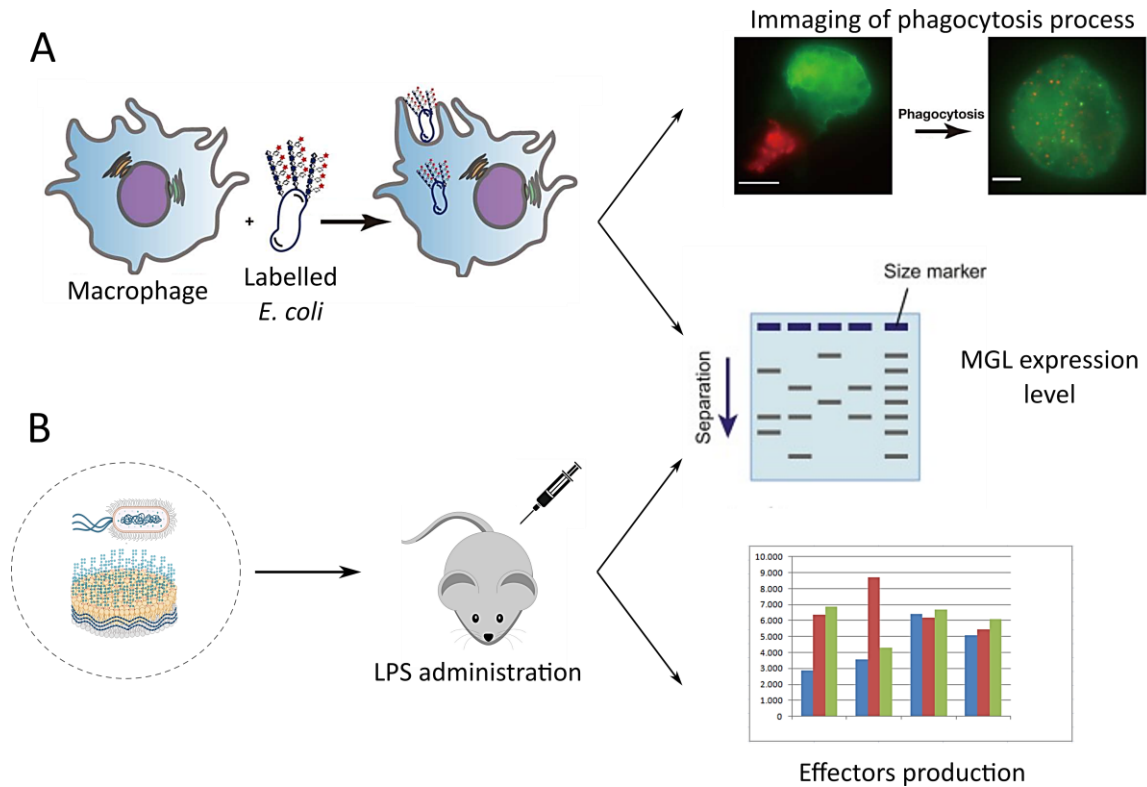 A
Immaging of phagocytosis process
Phagocytosis
+
Macrophage
Labelled
E. coli
Size marker
Separation
MGL expression
level
B
LPS administration
10.000
9.000
8.000
7.000
6.000
5.000
4.000
3.000
2.000
1.000
0
Effectors production